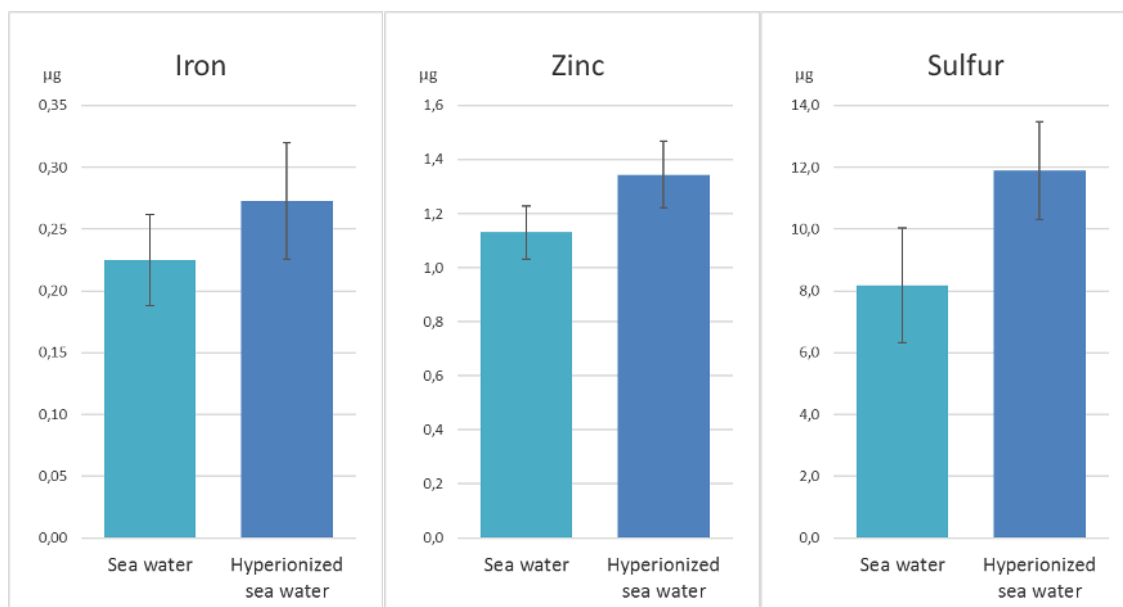 Iron
µg
0,35
0,30
0,25
0,20
0,15
0,10
0,05
0,00
Sea water
Hyperionized
sea water
Zinc
µg
1,6
1,4
1,2
1,0
0,8
0,6
0,4
0,2
0,0
Sea water
Hyperionized
sea water
Sulfur
µg
14,0
12,0
10,0
8,0
6,0
4,0
2,0
0,0
Sea water
Hyperionized
sea water